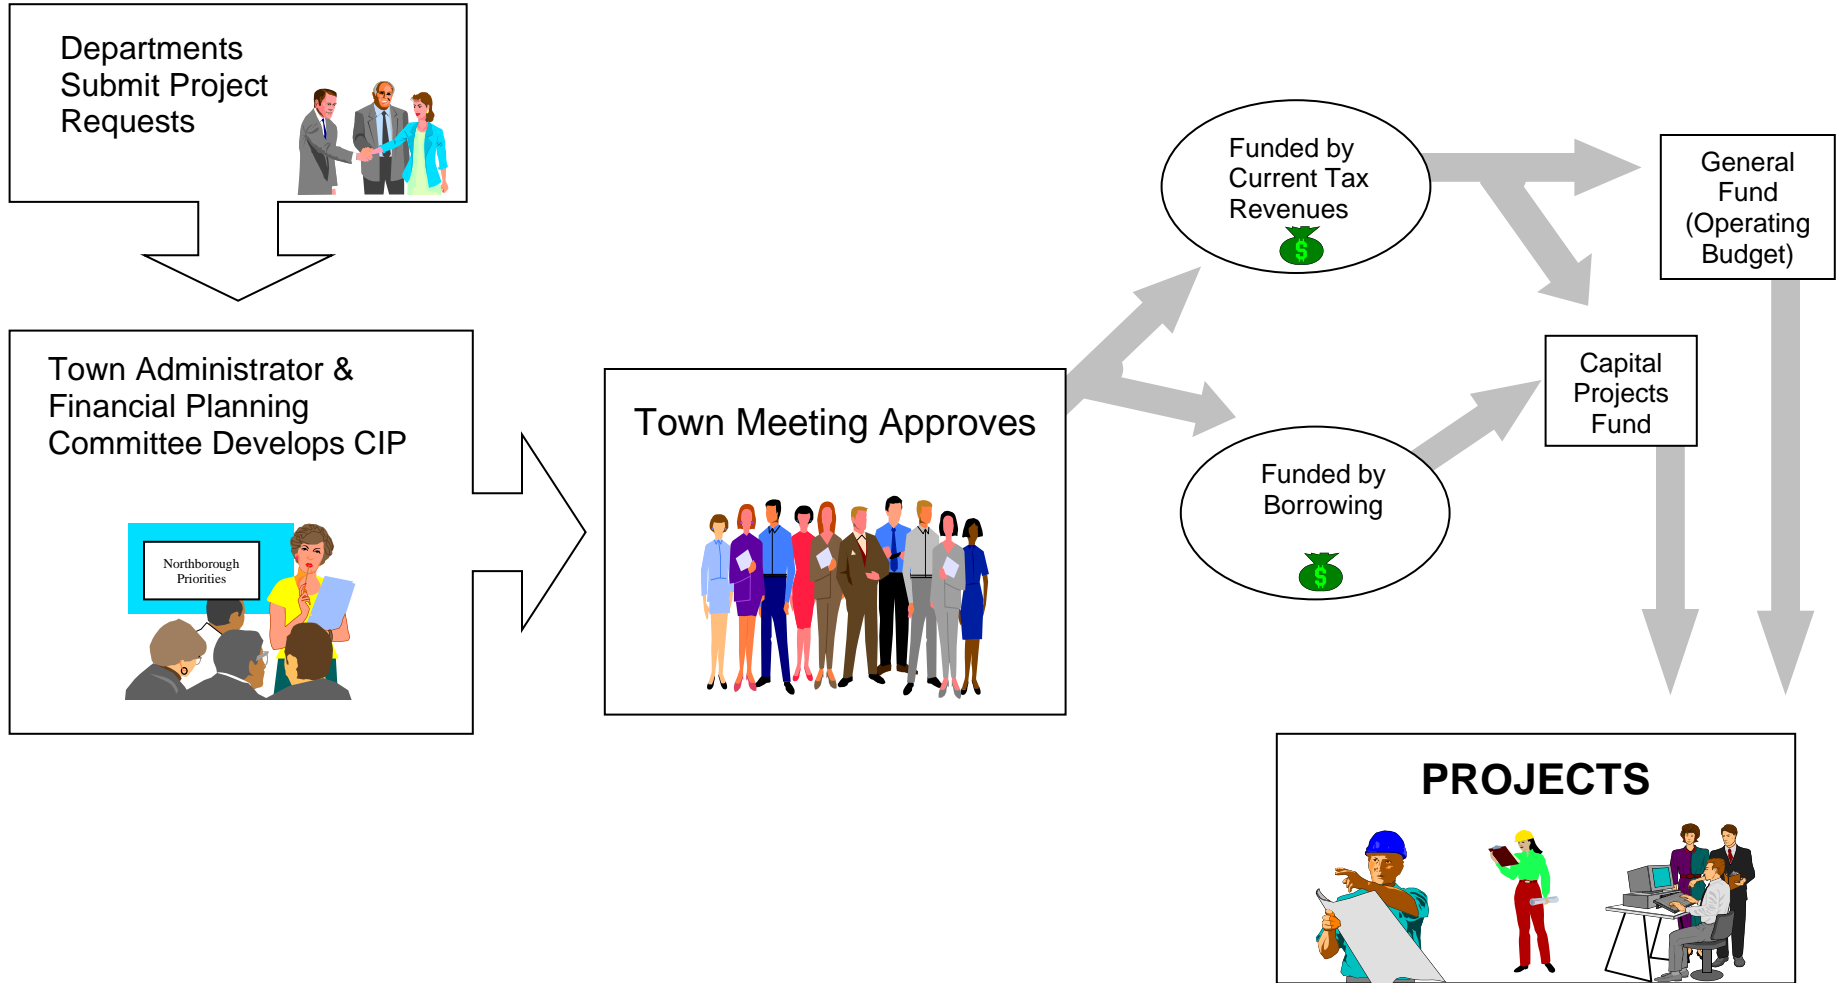 Departments
Submit Project
Requests
Town Administrator &
Financial Planning
Committee Develops CIP
Northborough
Priorities
Town Meeting Approves
Funded by
Current Tax
Revenues
$
Funded by
Borrowing
$
General
Fund
(Operating
Budget)
Capital
Projects
Fund
PROJECTS